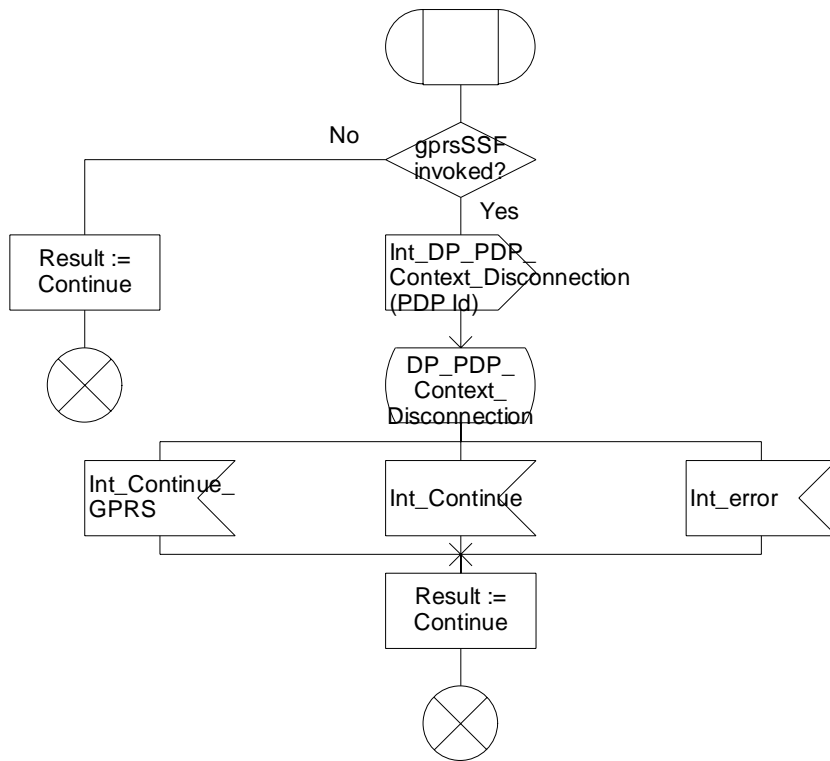 No
gprsSSF
invoked?
Yes
Result :=
Continue
Int_DP_PDP_
Context_Disconnection
(PDP Id)
DP_PDP_
Context_
Disconnection
Int_Continue_
GPRS
Int_Continue
Int_error
Result :=
Continue